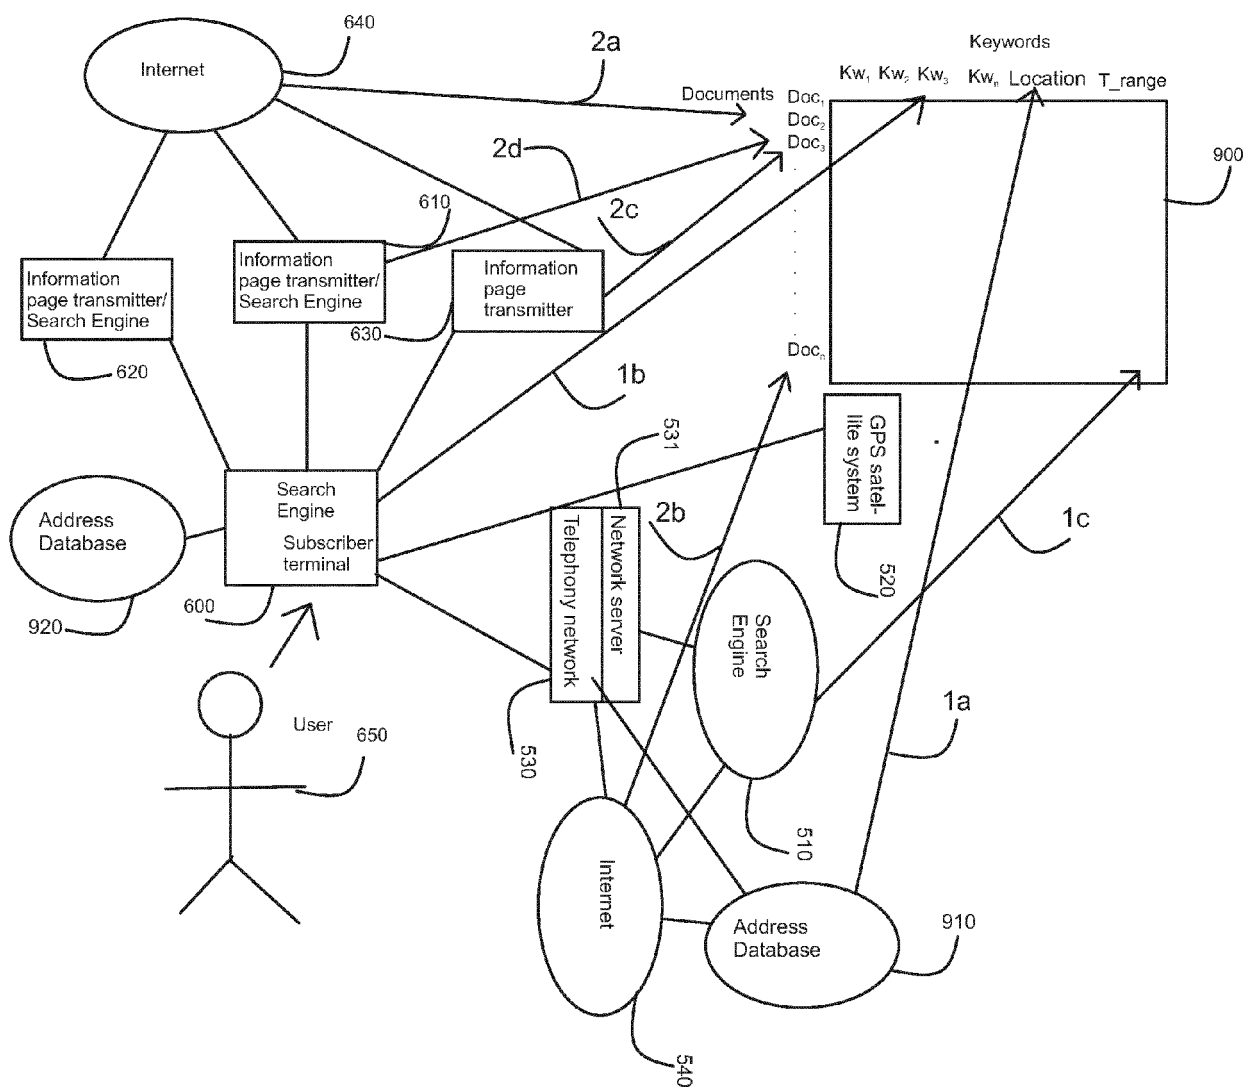 640
Internet
2a
Keywords
Kw₁ Kw₂ Kw₃ Kwₙ Location T_range
Documents
Doc₁
Doc₂
Doc₃
Docₙ
900
2d
2c
610
Information
page transmitter/
Search Engine
620
Information
page transmitter/
Search Engine
Information
page
transmitter
630
1b
531
GPS satel-
lite system
520
2b
1c
Address
Database
920
Search
Engine
Subscriber
terminal
600
Network server
Telephony network
530
Search
Engine
510
1a
User
650
Internet
540
Address
Database
910